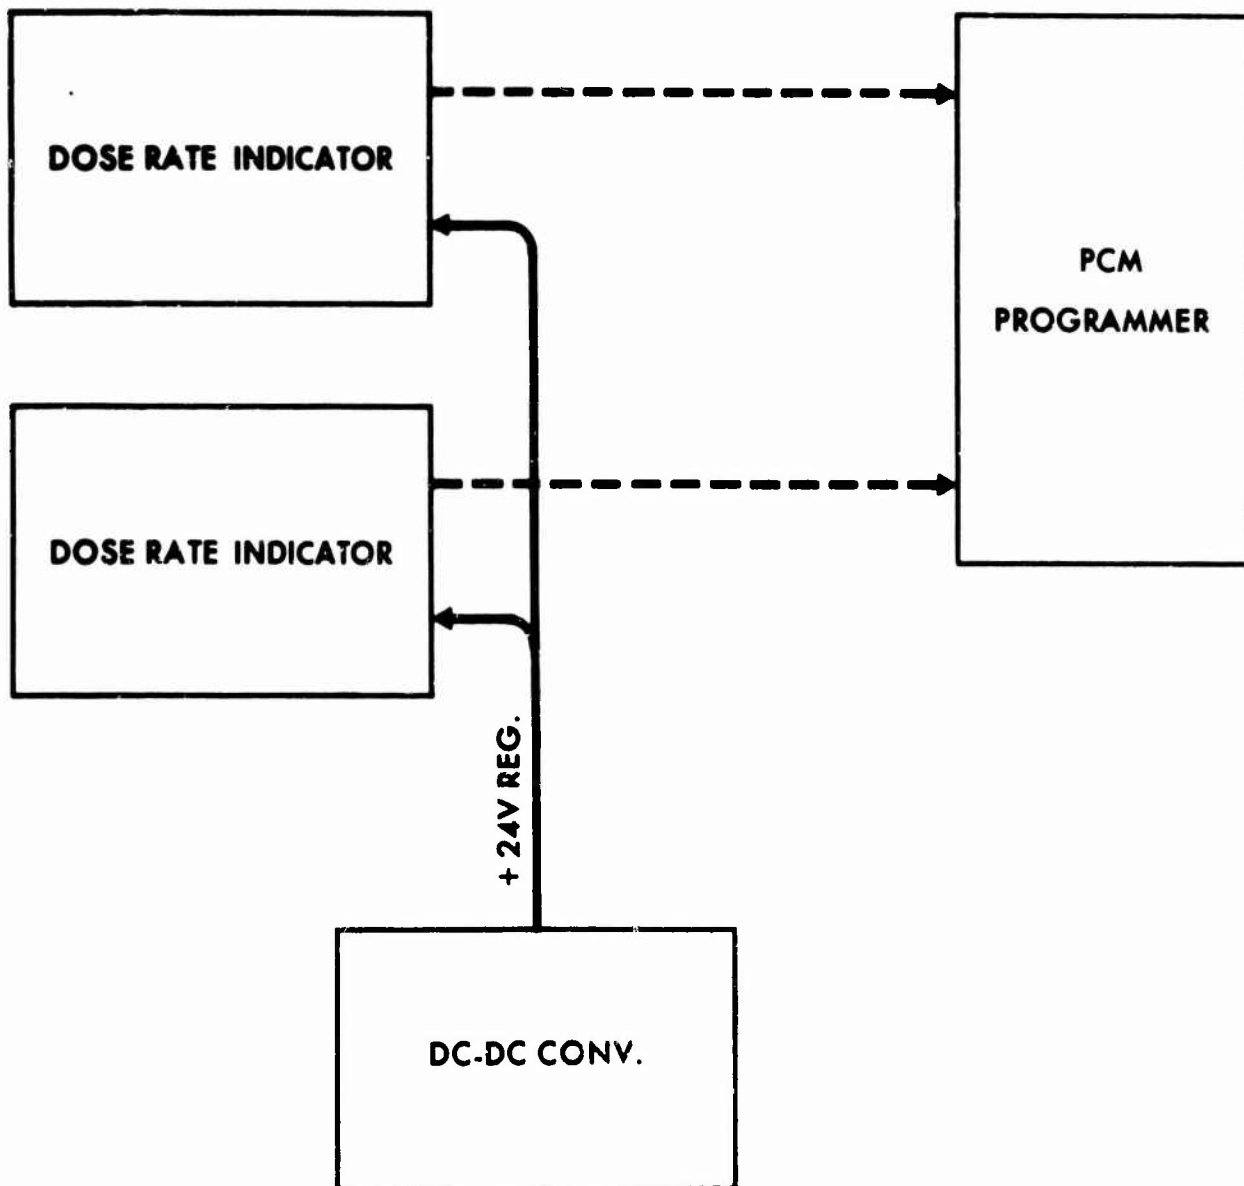 DOSE RATE INDICATOR
PCM
PROGRAMMER
DOSE RATE INDICATOR
+ 24V REG.
DC-DC CONV.